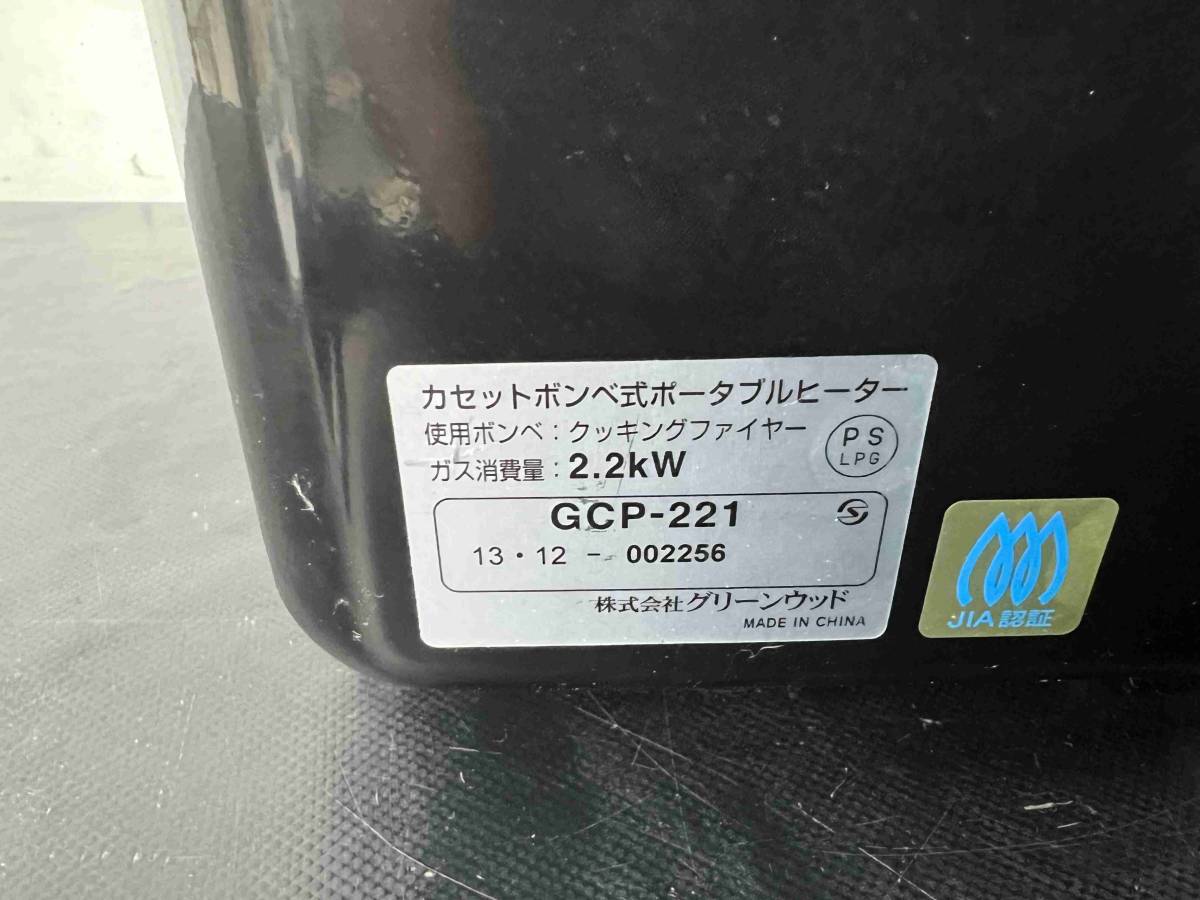 カセットボンベ式ポータブルヒーター
使用ボンベ：クッキングファイヤー
ガス消費量：2.2kW
PS
LPG
GCP-221
13・12 - 002256
株式会社グリーンウッド
MADE IN CHINA
JIA認証